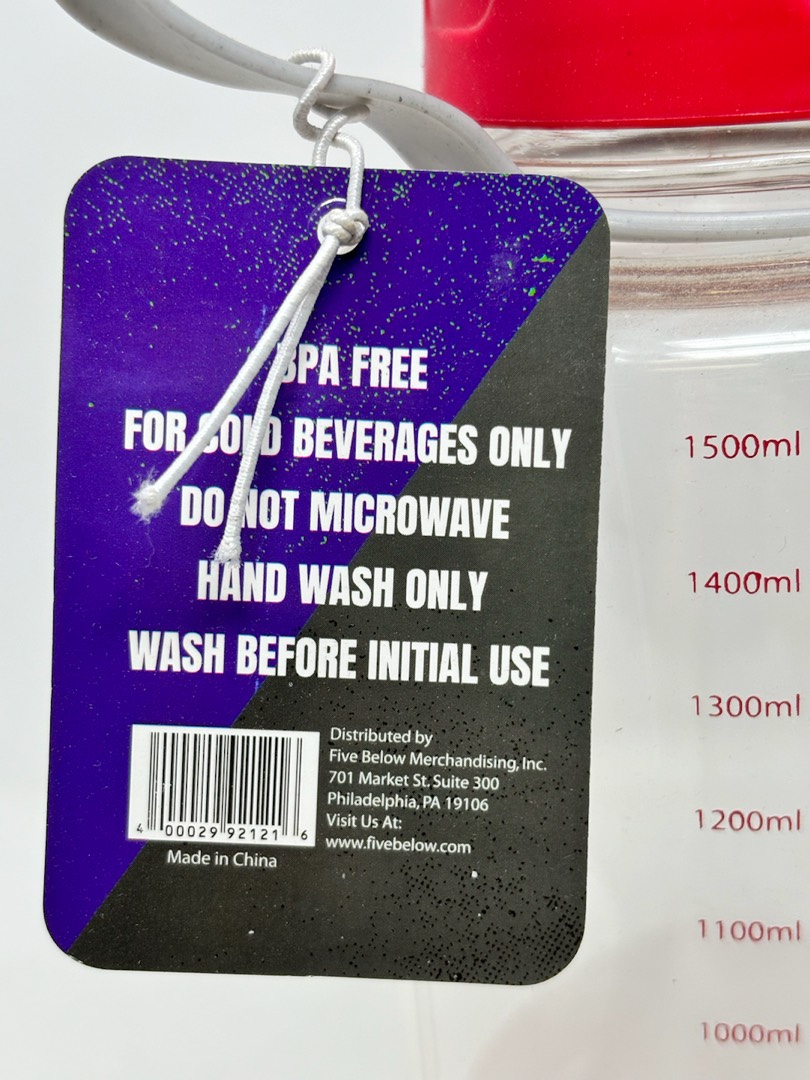 BPA FREE
FOR COLD BEVERAGES ONLY
DO NOT MICROWAVE
HAND WASH ONLY
WASH BEFORE INITIAL USE
4 00029 92121 6
Made in China
Distributed by
Five Below Merchandising, Inc.
701 Market St. Suite 300
Philadelphia, PA 19106
Visit Us At:
www.fivebelow.com
1500ml
1400ml
1300ml
1200ml
1100ml
1000ml